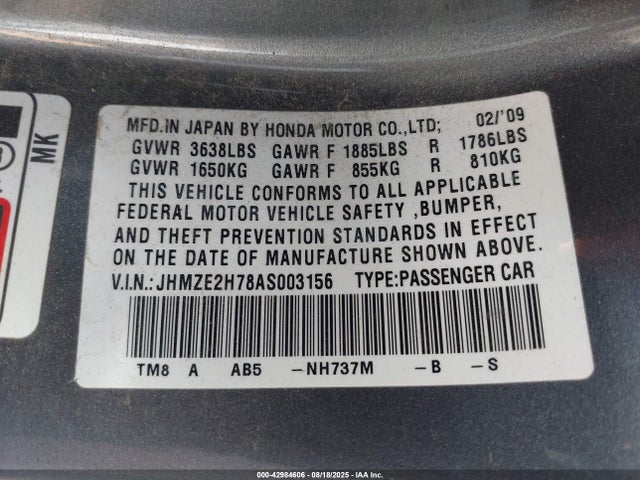 MFD.IN JAPAN BY HONDA MOTOR CO.,LTD; 02/'09
GVWR 3638LBS GAWR F 1885LBS R 1786LBS
GVWR 1650KG GAWR F 855KG R 810KG
THIS VEHICLE CONFORMS TO ALL APPLICABLE
FEDERAL MOTOR VEHICLE SAFETY ,BUMPER,
AND THEFT PREVENTION STANDARDS IN EFFECT
ON THE DATE OF MANUFACTURE SHOWN ABOVE.
V.I.N.:JHMZE2H78AS003156 TYPE:PASSENGER CAR
TM8 A AB5 -NH737M -B -S
MK
000-42984606 - 08/18/2025 - IAA Inc.